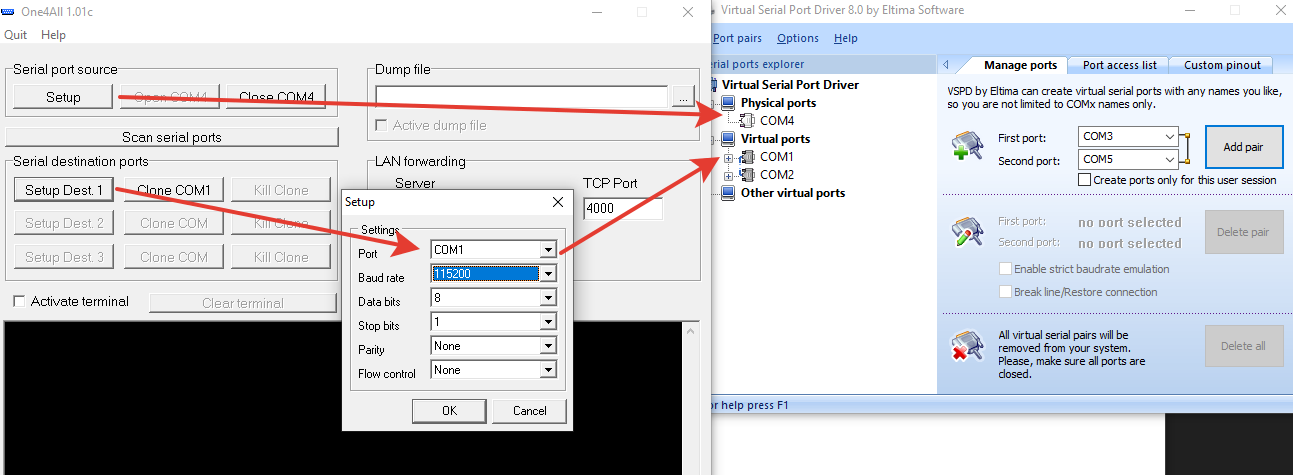 One4All 1.01c
Quit Help
Serial port source
Setup Open COM4 Close COM4
Scan serial ports
Serial destination ports
Setup Dest. 1 Clone COM1 Kill Clone
Setup Dest. 2 Clone COM Kill Clone
Setup Dest. 3 Clone COM Kill Clone
Activate terminal Clear terminal
Dump file
...
Active dump file
LAN forwarding
Server TCP Port
4000
Setup
Settings
Port COM1
Baud rate 115200
Data bits 8
Stop bits 1
Parity None
Flow control None
OK Cancel
Virtual Serial Port Driver 8.0 by Eltima Software
Port pairs Options Help
erial ports explorer
Virtual Serial Port Driver
Physical ports
COM4
Virtual ports
COM1
COM2
Other virtual ports
Manage ports Port access list Custom pinout
VSPD by Eltima can create virtual serial ports with any names you like,
so you are not limited to COMx names only.
First port: COM3
Second port: COM5
Add pair
Create ports only for this user session
First port: no port selected
Second port: no port selected
Delete pair
Enable strict baudrate emulation
Break line/Restore connection
All virtual serial pairs will be
removed from your system.
Please, make sure all ports are
closed.
Delete all
or help press F1